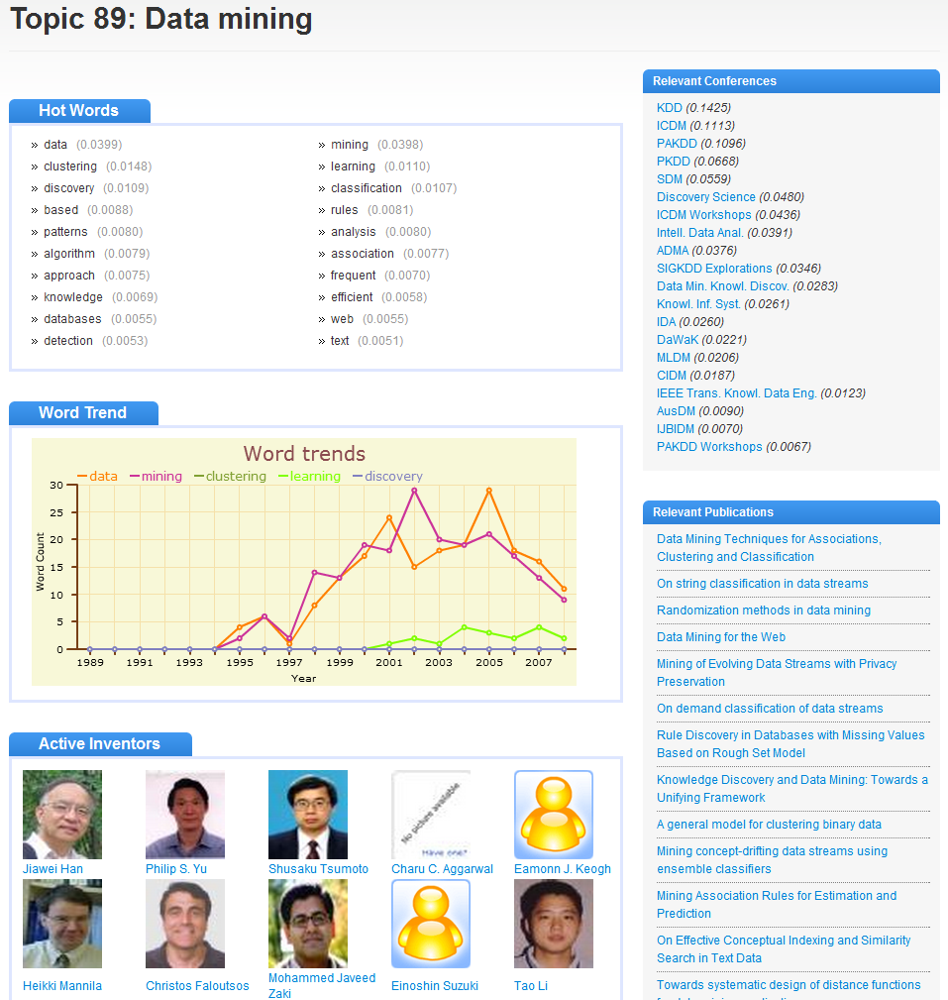 Topic 89: Data mining
Hot Words
» data (0.0399)
» mining (0.0398)
» clustering (0.0148)
» learning (0.0110)
» discovery (0.0109)
» classification (0.0107)
» based (0.0088)
» rules (0.0081)
» patterns (0.0080)
» analysis (0.0080)
» algorithm (0.0079)
» association (0.0077)
» approach (0.0075)
» frequent (0.0070)
» knowledge (0.0069)
» efficient (0.0058)
» databases (0.0055)
» web (0.0055)
» detection (0.0053)
» text (0.0051)
Word Trend
Word trends
data mining clustering learning discovery
Word Count
30
25
20
15
10
5
0
1989 1991 1993 1995 1997 1999 2001 2003 2005 2007
Year
Active Inventors
No picture available
Have one?
Jiawei Han
Philip S. Yu
Shusaku Tsumoto
Charu C. Aggarwal
Eamonn J. Keogh
Heikki Mannila
Christos Faloutsos
Mohammed Javeed
Zaki
Einoshin Suzuki
Tao Li
Relevant Conferences
KDD (0.1425)
ICDM (0.1113)
PAKDD (0.1096)
PKDD (0.0668)
SDM (0.0559)
Discovery Science (0.0480)
ICDM Workshops (0.0436)
Intell. Data Anal. (0.0391)
ADMA (0.0376)
SIGKDD Explorations (0.0346)
Data Min. Knowl. Discov. (0.0283)
Knowl. Inf. Syst. (0.0261)
IDA (0.0260)
DaWaK (0.0221)
MLDM (0.0206)
CIDM (0.0187)
IEEE Trans. Knowl. Data Eng. (0.0123)
AusDM (0.0090)
IJBIDM (0.0070)
PAKDD Workshops (0.0067)
Relevant Publications
Data Mining Techniques for Associations,
Clustering and Classification
On string classification in data streams
Randomization methods in data mining
Data Mining for the Web
Mining of Evolving Data Streams with Privacy
Preservation
On demand classification of data streams
Rule Discovery in Databases with Missing Values
Based on Rough Set Model
Knowledge Discovery and Data Mining: Towards a
Unifying Framework
A general model for clustering binary data
Mining concept-drifting data streams using
ensemble classifiers
Mining Association Rules for Estimation and
Prediction
On Effective Conceptual Indexing and Similarity
Search in Text Data
Towards systematic design of distance functions